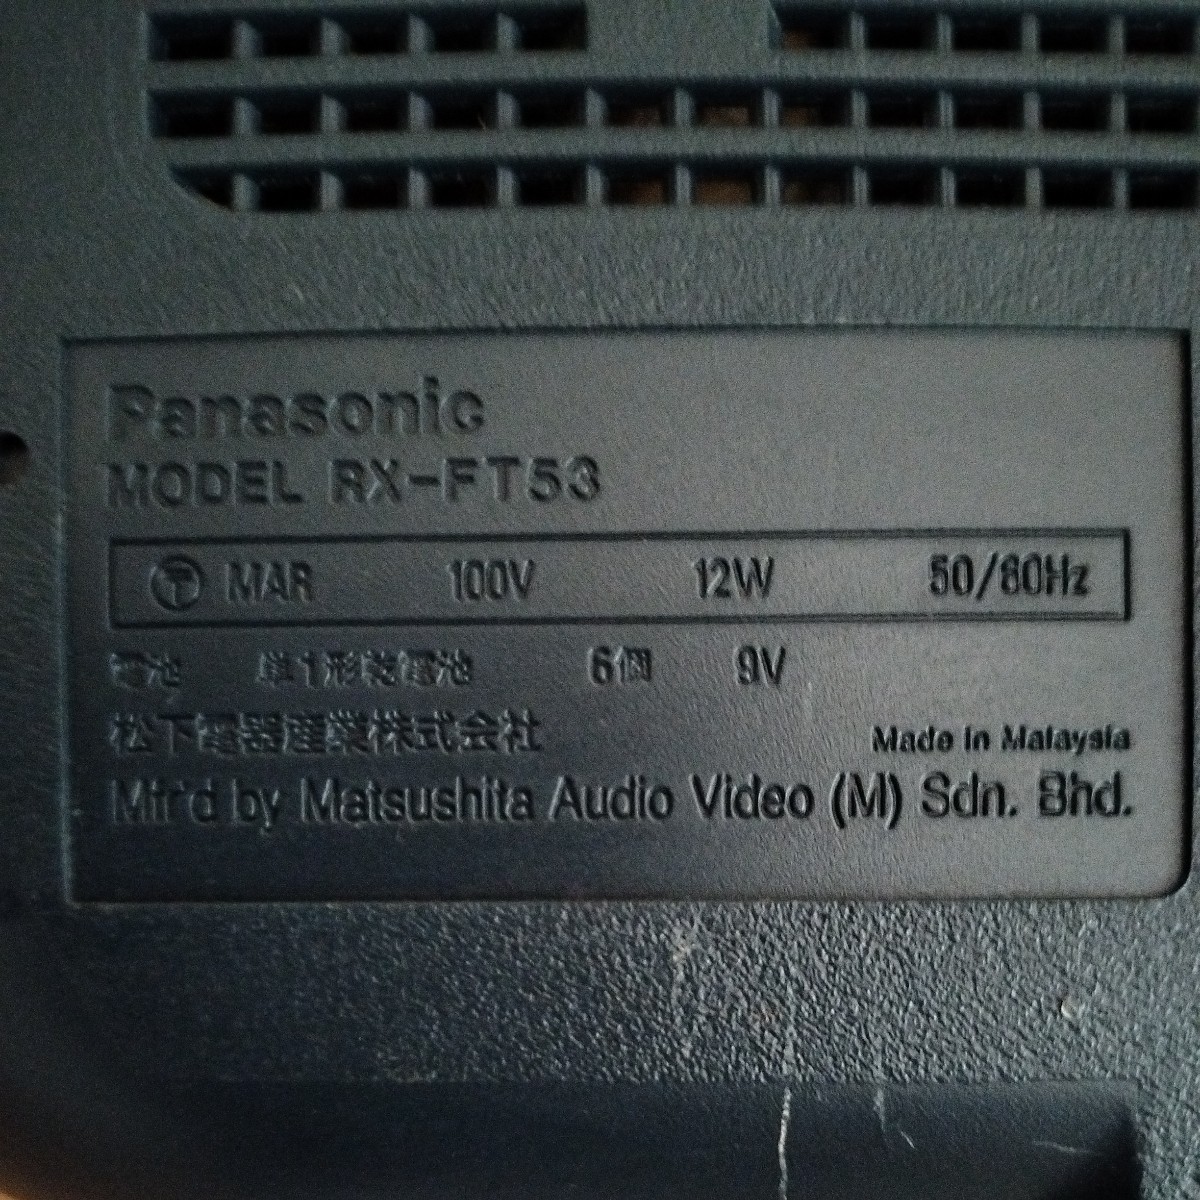 Panasonic
MODEL RX-FT53
Ⓣ MAR 100V 12W 50/60Hz
電池 単1形乾電池 6個 9V
松下電器産業株式会社 Made in Malaysia
Mfr'd by Matsushita Audio Video (M) Sdn. Bhd.